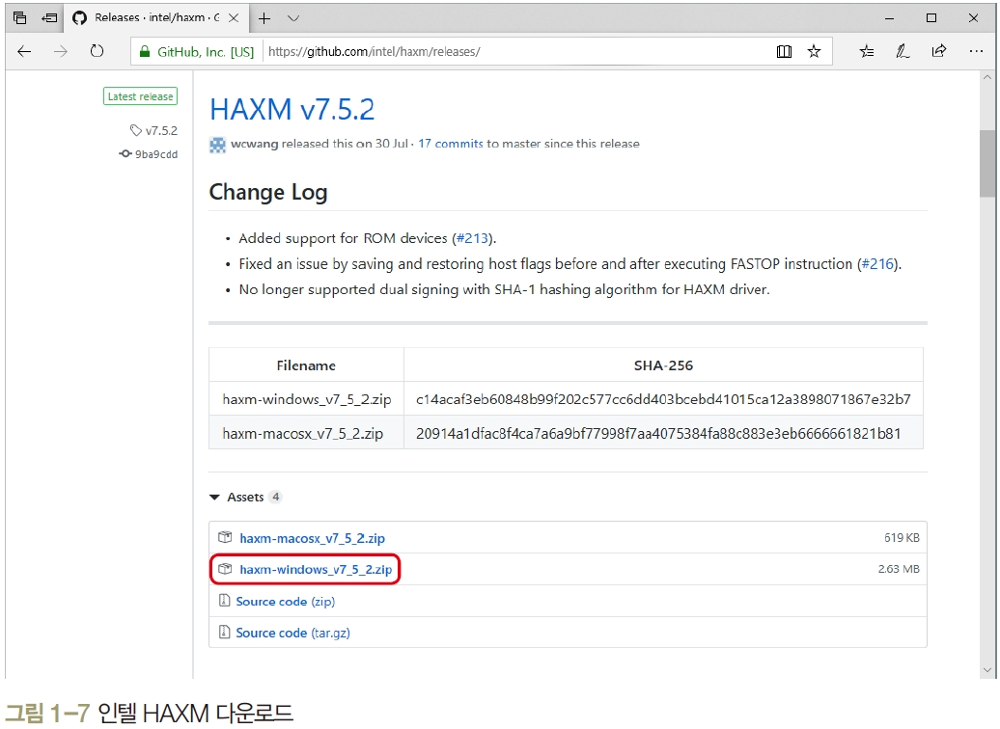 Releases · intel/haxm · G
GitHub, Inc. [US]
https://github.com/intel/haxm/releases/
Latest release
v7.5.2
9ba9cdd
HAXM v7.5.2
wcwang released this on 30 Jul · 17 commits to master since this release
Change Log
• Added support for ROM devices (#213).
• Fixed an issue by saving and restoring host flags before and after executing FASTOP instruction (#216).
• No longer supported dual signing with SHA-1 hashing algorithm for HAXM driver.
Filename SHA-256
haxm-windows_v7_5_2.zip c14acaf3eb60848b99f202c577cc6dd403bcebd41015ca12a3898071867e32b7
haxm-macosx_v7_5_2.zip 20914a1dfac8f4ca7a6a9bf77998f7aa4075384fa88c883e3eb6666661821b81
Assets 4
haxm-macosx_v7_5_2.zip 619 KB
haxm-windows_v7_5_2.zip 2.63 MB
Source code (zip)
Source code (tar.gz)
그림 1-7 인텔 HAXM 다운로드